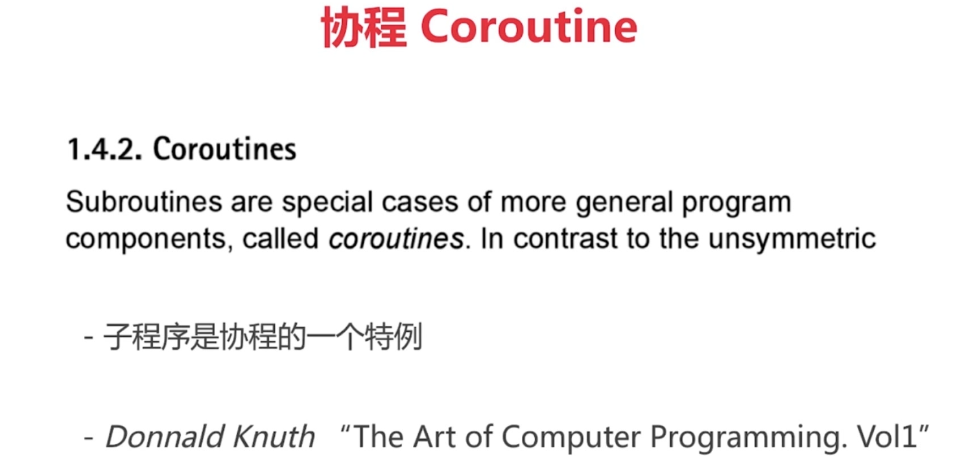 协程 Coroutine
1.4.2. Coroutines
Subroutines are special cases of more general program
components, called coroutines. In contrast to the unsymmetric
- 子程序是协程的一个特例
- Donnald Knuth “The Art of Computer Programming. Vol1”